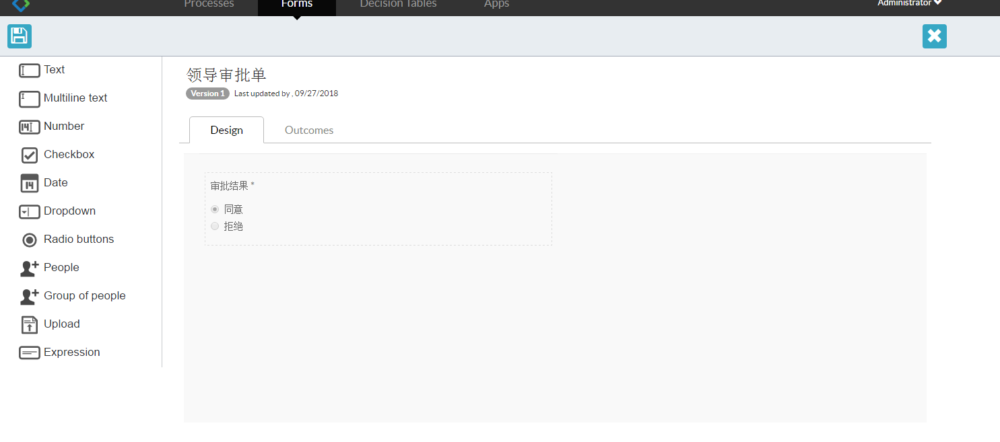 Processes Forms Decision Tables Apps Administrator
领导审批单
Version 1 Last updated by , 09/27/2018
Design Outcomes
审批结果 *
同意
拒绝
Text
Multiline text
Number
Checkbox
Date
Dropdown
Radio buttons
People
Group of people
Upload
Expression